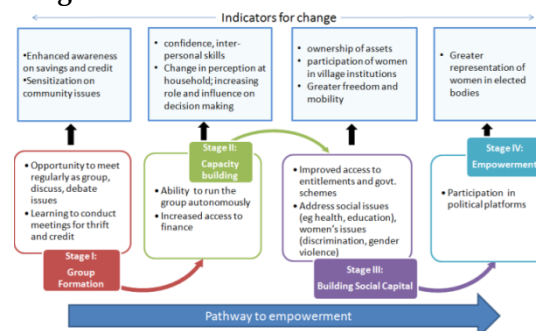 Indicators for change
•Enhanced awareness
on savings and credit
•Sensitization on
community issues
• confidence, inter-
personal skills
• Change in perception at
household; increasing
role and influence on
decision making
• ownership of assets
• participation of women
in village institutions
• Greater freedom and
mobility
• Greater
representation of
women in elected
bodies
• Opportunity to meet
regularly as group,
discuss, debate
issues
• Learning to conduct
meetings for thrift
and credit
Stage I:
Group
Formation
Stage II:
Capacity
building
• Ability to run the
group autonomously
• Increased access to
finance
• Improved access to
entitlements and govt.
schemes
• Address social issues
(eg health, education),
women's issues
(discrimination, gender
violence)
Stage III:
Building Social Capital
Stage IV:
Empowerment
• Participation in
political platforms
Pathway to empowerment